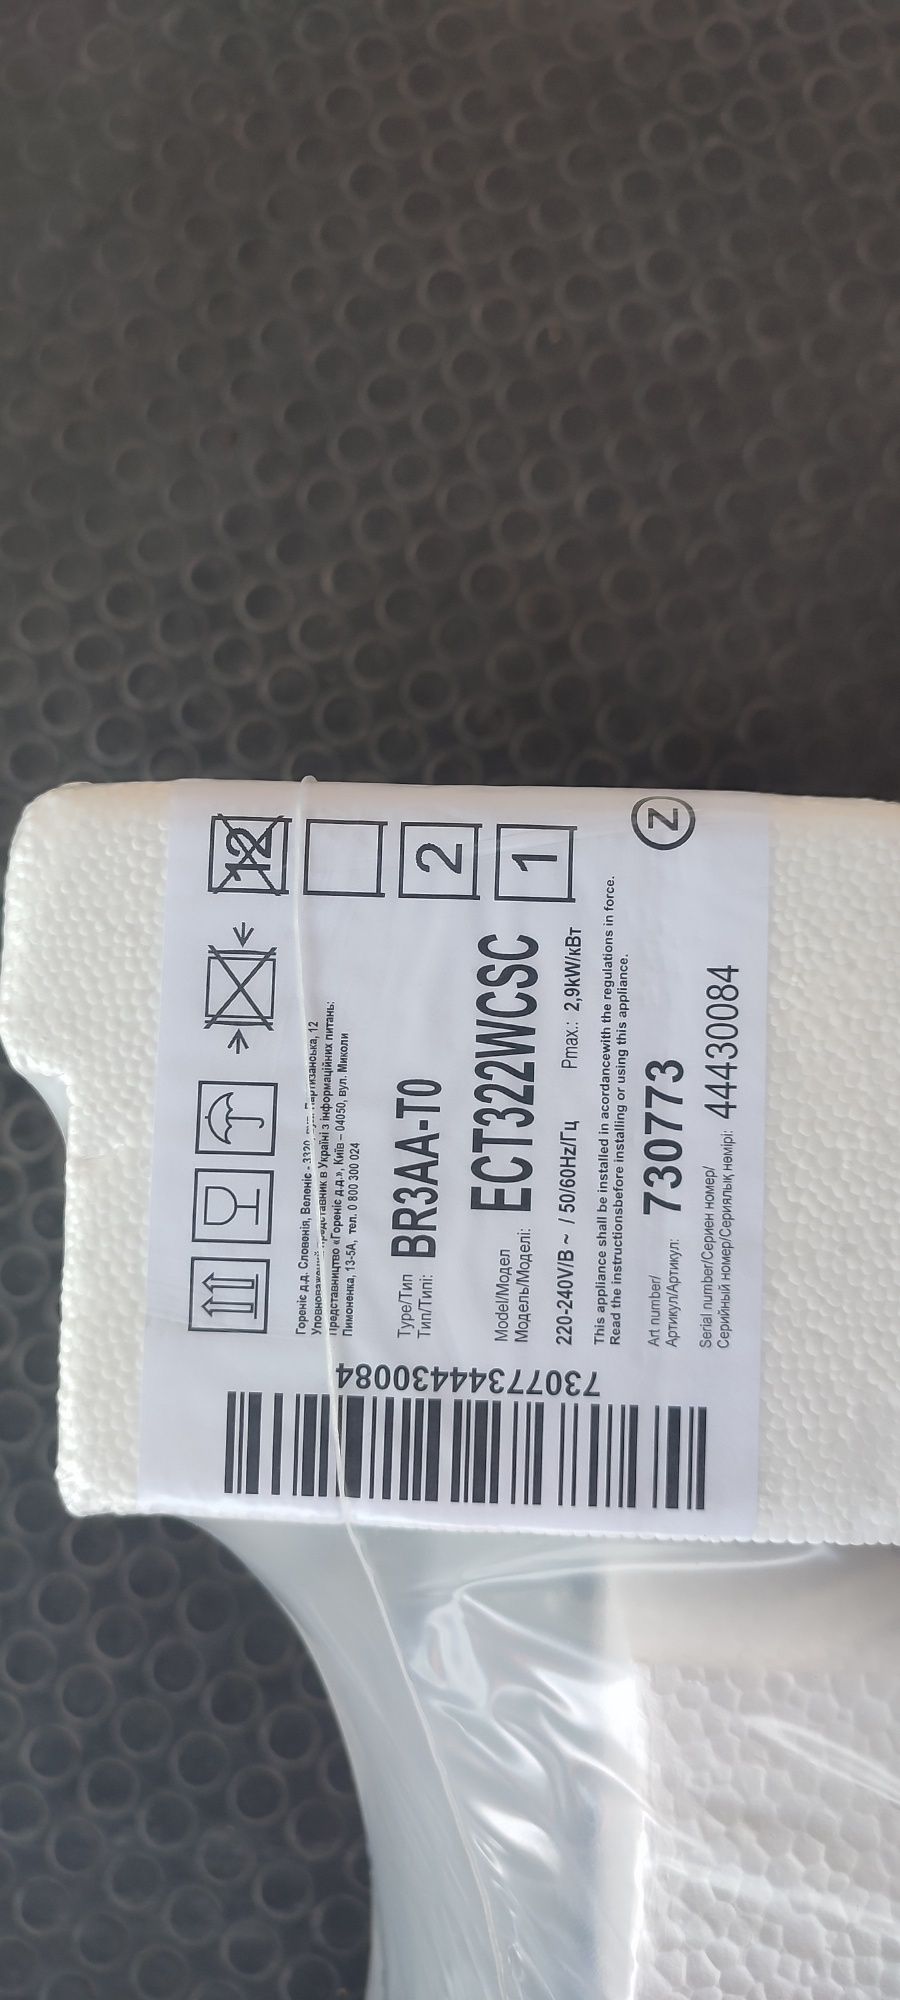 12
2
1
Горенє д.д. Словенія, Веленє - 3320, Партизанська, 12
представник в Україні з інформаційних питань:
Представництво «Горенє д.д.», Київ – 04050, вул. Миколи
Пимоненка, 13-5А, тел. 0 800 300 024
Type/Тип
Тип/Типі: BR3AA-T0
Model/Модел
Модель/Моделі: ECT322WCSC
220-240V/В ~ / 50/60Hz/Гц Pmax.: 2,9kW/кВт
This appliance shall be installed in acordancewith the regulations in force.
Read the instructionsbefore installing or using this appliance.
Z
Art number/
Артикул/Артикул: 730773
Serial number/Сериен номер/
Серийный номер/Сериялық нөмірі: 44430084
73077344430084